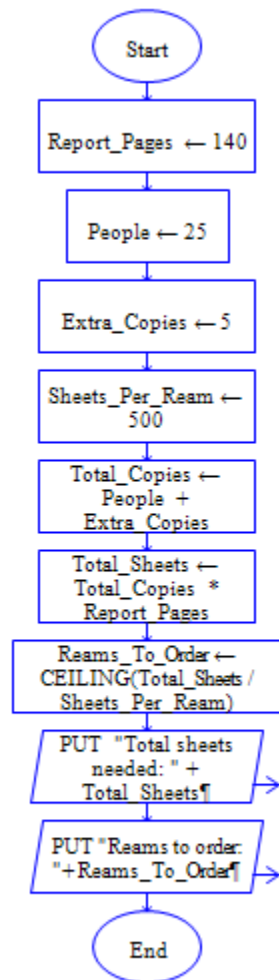 Start
Report_Pages ← 140
People ← 25
Extra_Copies ← 5
Sheets_Per_Ream ←
500
Total_Copies ←
People +
Extra_Copies
Total_Sheets ←
Total_Copies *
Report_Pages
Reams_To_Order ←
CEILING(Total_Sheets /
Sheets_Per_Ream)
PUT "Total sheets
needed: " +
Total_Sheets¶
PUT "Reams to order:
"+Reams_To_Order¶
End